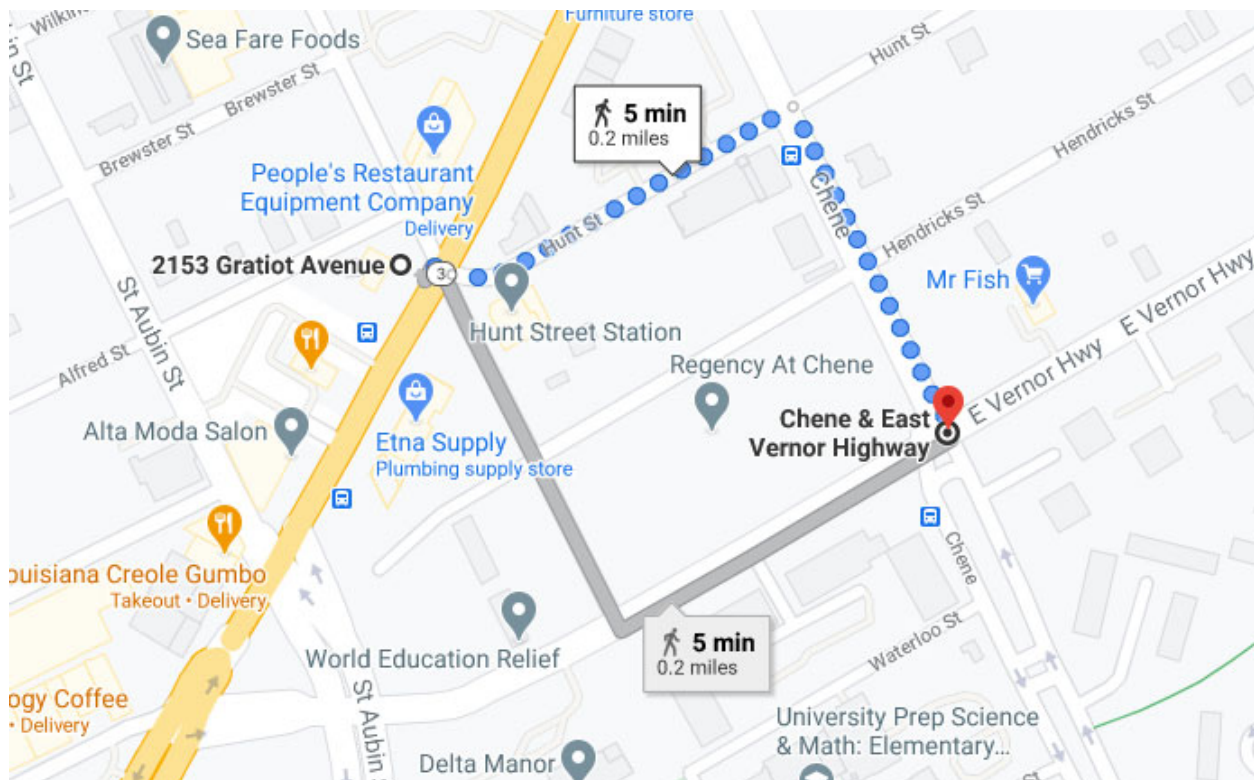 Furniture store
Wilkin
Sea Fare Foods
Hunt St
Brewster St
Brewster St
5 min
0.2 miles
Hendricks St
ubin St
People's Restaurant
Equipment Company
Delivery
Chene
Hunt St
Hendricks St
2153 Gratiot Avenue
3
Mr Fish
E Vernor Hwy
St Aubin St
Hunt Street Station
Alfred St
Regency At Chene
E Vernor Hwy
Chene & East
Vernor Highway
Alta Moda Salon
Etna Supply
Plumbing supply store
Chene
ouisiana Creole Gumbo
Takeout • Delivery
5 min
0.2 miles
Waterloo St
World Education Relief
St Aubin
ogy Coffee
• Delivery
University Prep Science
& Math: Elementary...
Delta Manor